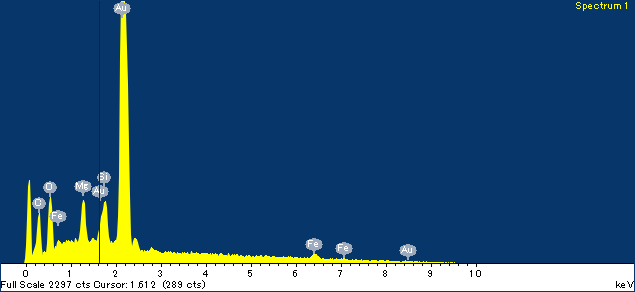 Spectrum 1
Au
Si
Mg
Au
O
Fe
Fe
Fe
Au
0 1 2 3 4 5 6 7 8 9 10
Full Scale 2297 cts Cursor: 1.612 (289 cts) keV